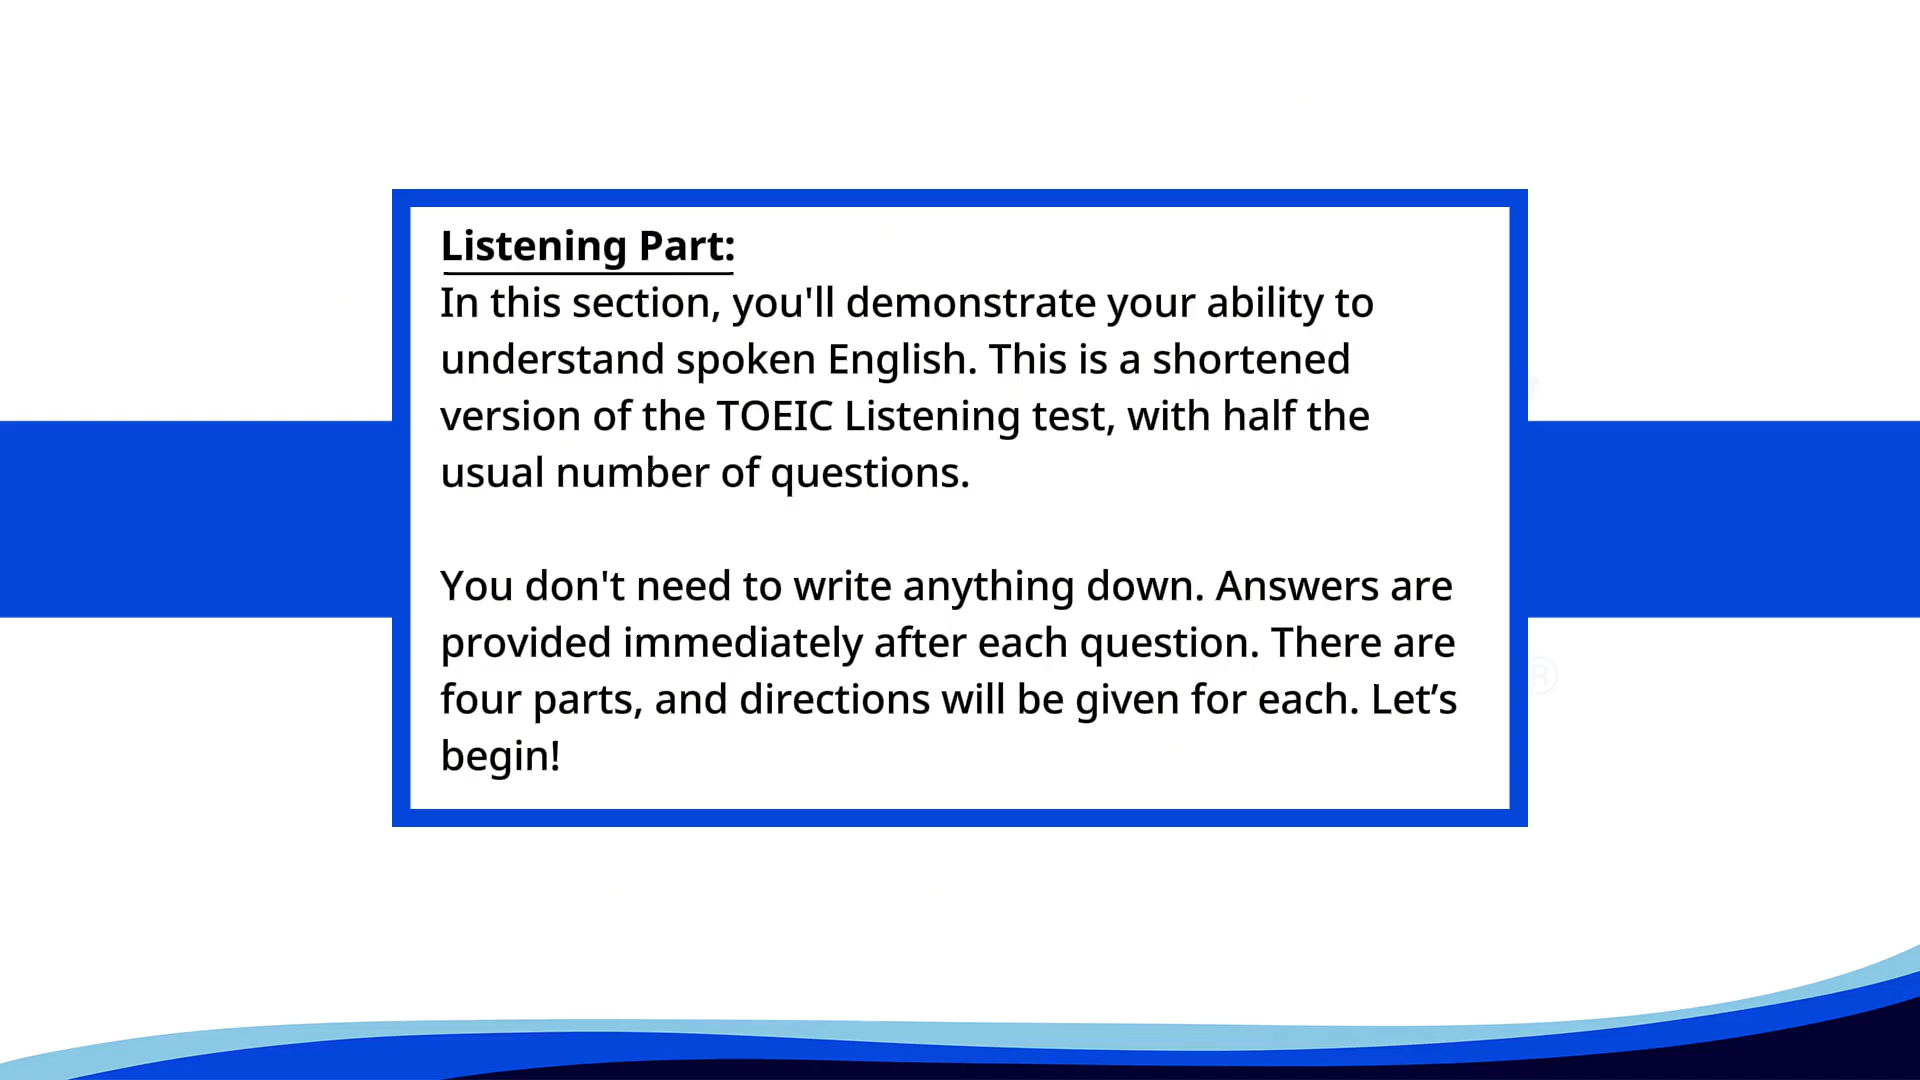 Listening Part:
In this section, you'll demonstrate your ability to
understand spoken English. This is a shortened
version of the TOEIC Listening test, with half the
usual number of questions.
You don't need to write anything down. Answers are
provided immediately after each question. There are
four parts, and directions will be given for each. Let’s
begin!
®